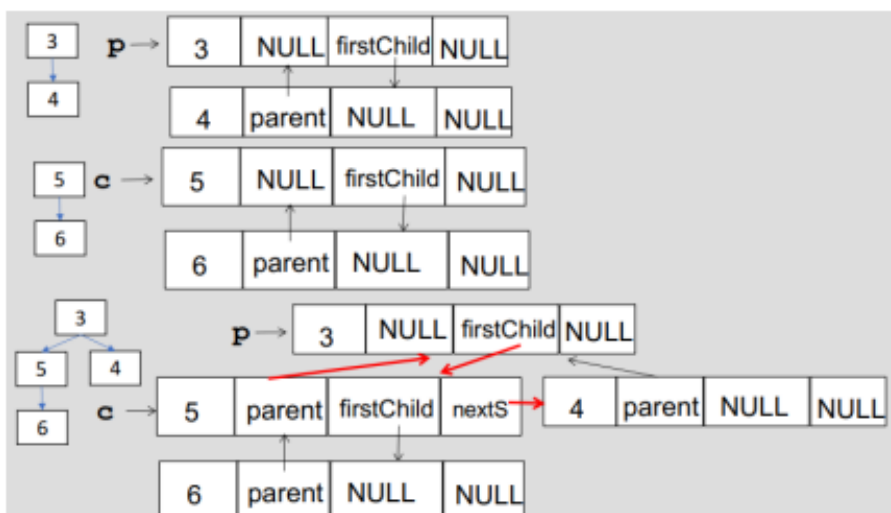 3 p 3 NULL firstChild NULL
4 4 parent NULL NULL
5 c 5 NULL firstChild NULL
6 6 parent NULL NULL
3 p 3 NULL firstChild NULL
5 4 c 5 parent firstChild nextS 4 parent NULL NULL
6 6 parent NULL NULL